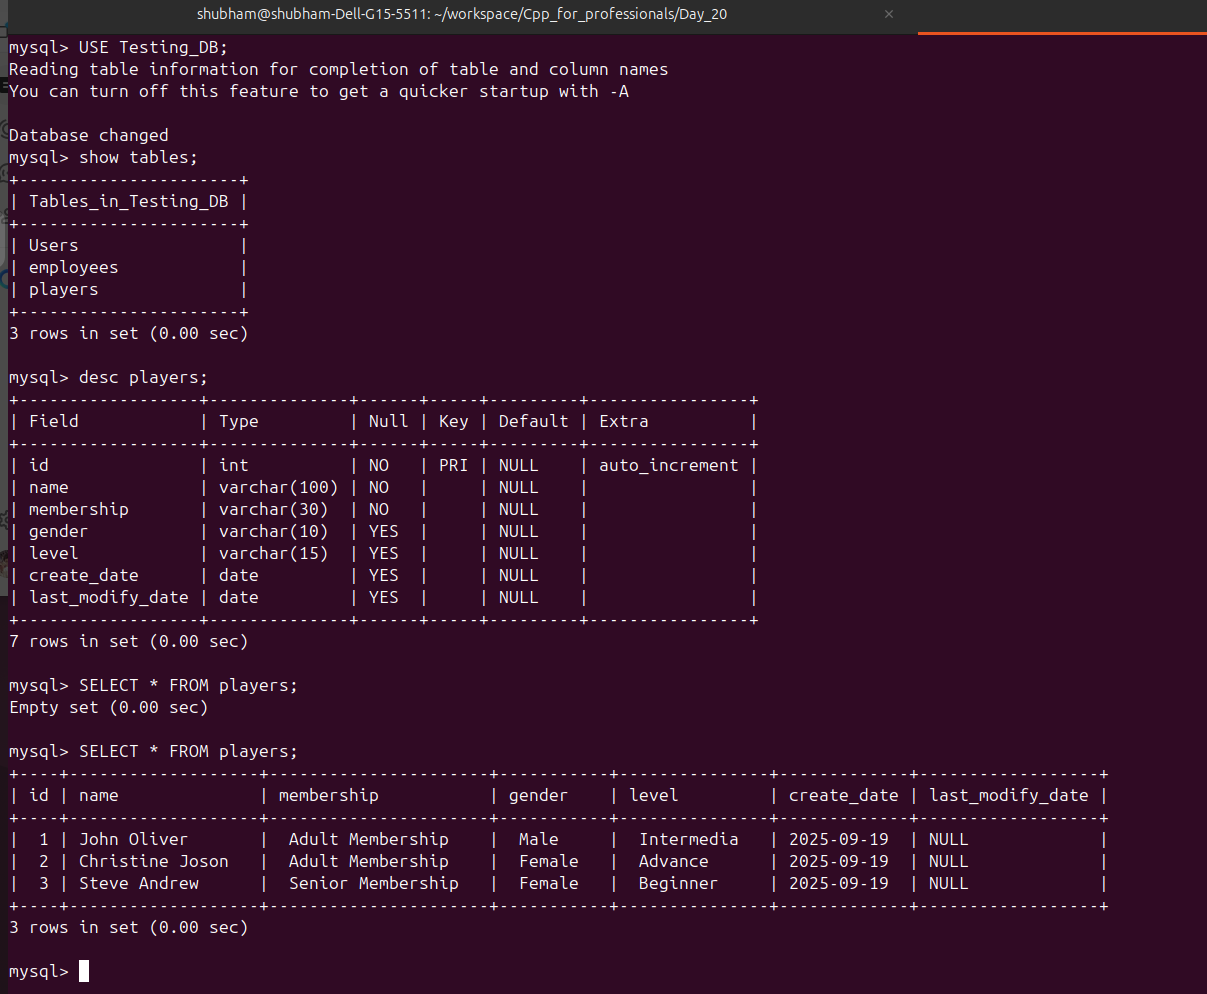 shubham@shubham-Dell-G15-5511: ~/workspace/Cpp_for_professionals/Day_20 ×
mysql> USE Testing_DB;
Reading table information for completion of table and column names
You can turn off this feature to get a quicker startup with -A

Database changed
mysql> show tables;
+----------------------+
| Tables_in_Testing_DB |
+----------------------+
| Users                |
| employees            |
| players              |
+----------------------+
3 rows in set (0.00 sec)

mysql> desc players;
+------------------+--------------+------+-----+---------+----------------+
| Field            | Type         | Null | Key | Default | Extra          |
+------------------+--------------+------+-----+---------+----------------+
| id               | int          | NO   | PRI | NULL    | auto_increment |
| name             | varchar(100) | NO   |     | NULL    |                |
| membership       | varchar(30)  | NO   |     | NULL    |                |
| gender           | varchar(10)  | YES  |     | NULL    |                |
| level            | varchar(15)  | YES  |     | NULL    |                |
| create_date      | date         | YES  |     | NULL    |                |
| last_modify_date | date         | YES  |     | NULL    |                |
+------------------+--------------+------+-----+---------+----------------+
7 rows in set (0.00 sec)

mysql> SELECT * FROM players;
Empty set (0.00 sec)

mysql> SELECT * FROM players;
+----+-------------------+----------------------+-----------+---------------+-------------+------------------+
| id | name              | membership           | gender    | level         | create_date | last_modify_date |
+----+-------------------+----------------------+-----------+---------------+-------------+------------------+
|  1 | John Oliver       |  Adult Membership    |  Male     |  Intermedia   | 2025-09-19  | NULL             |
|  2 | Christine Joson   |  Adult Membership    |  Female   |  Advance      | 2025-09-19  | NULL             |
|  3 | Steve Andrew      |  Senior Membership   |  Female   |  Beginner     | 2025-09-19  | NULL             |
+----+-------------------+----------------------+-----------+---------------+-------------+------------------+
3 rows in set (0.00 sec)

mysql>